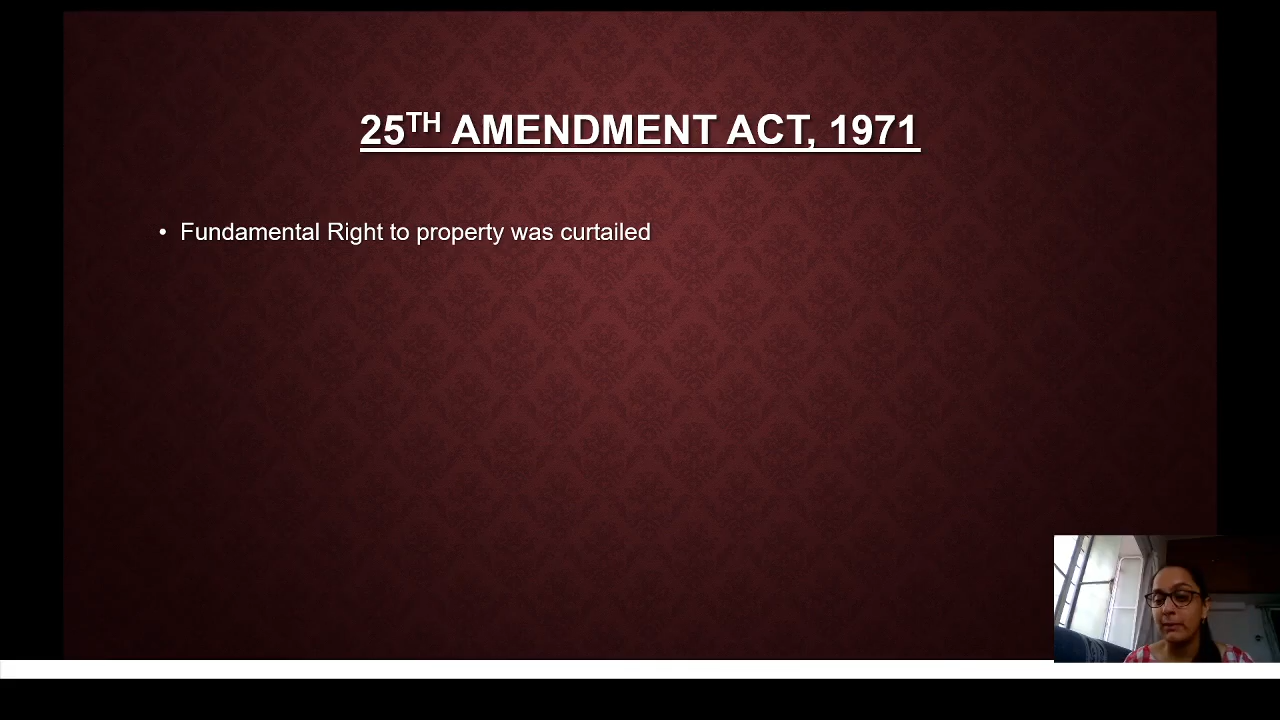 25TH AMENDMENT ACT, 1971
• Fundamental Right to property was curtailed